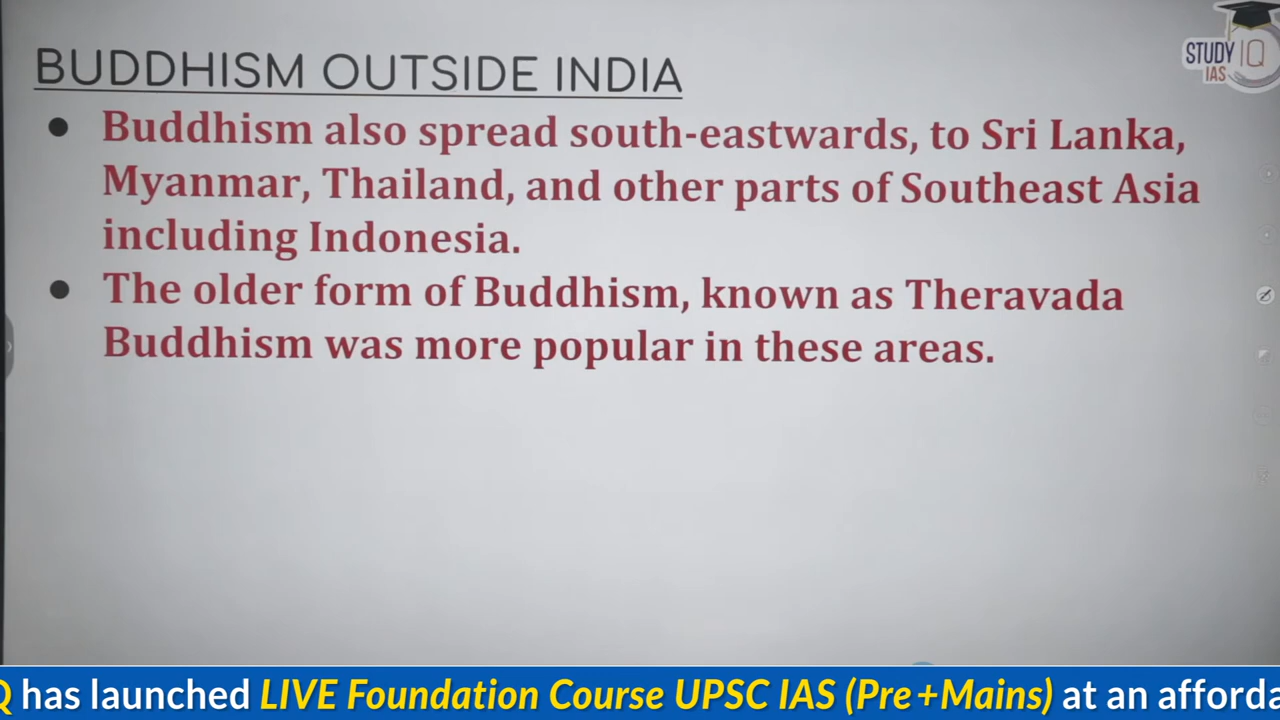 BUDDHISM OUTSIDE INDIA
STUDY IQ
IAS
● Buddhism also spread south-eastwards, to Sri Lanka,
Myanmar, Thailand, and other parts of Southeast Asia
including Indonesia.
● The older form of Buddhism, known as Theravada
Buddhism was more popular in these areas.
Q has launched LIVE Foundation Course UPSC IAS (Pre+Mains) at an afforda